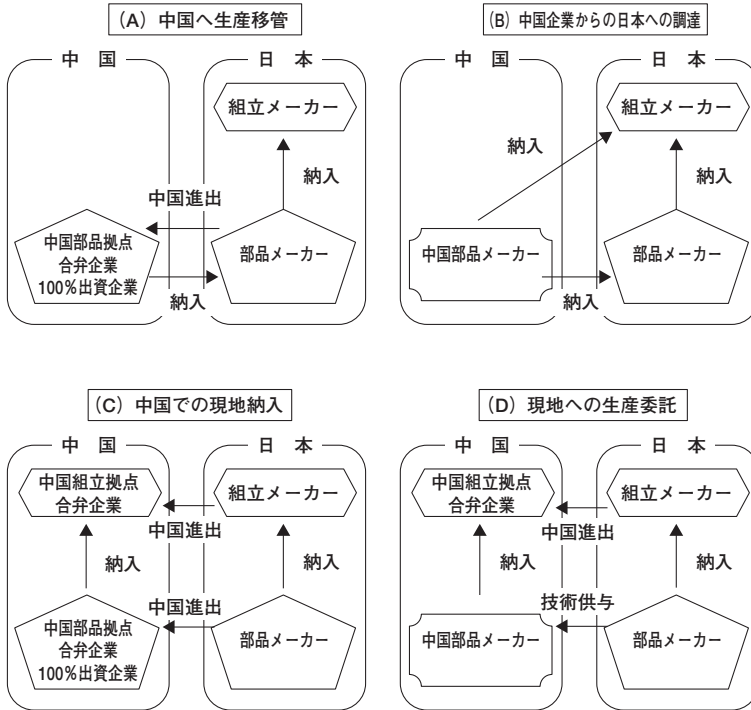 （A）中国へ生産移管
中　国
日　本
組立メーカー
納入
中国進出
中国部品拠点
合弁企業
100％出資企業
部品メーカー
納入
（B）中国企業からの日本への調達
中　国
日　本
組立メーカー
納入
納入
中国部品メーカー
部品メーカー
納入
（C）中国での現地納入
中　国
日　本
中国組立拠点
合弁企業
組立メーカー
中国進出
納入
納入
中国進出
中国部品拠点
合弁企業
100％出資企業
部品メーカー
（D）現地への生産委託
中　国
日　本
中国組立拠点
合弁企業
組立メーカー
中国進出
納入
納入
技術供与
中国部品メーカー
部品メーカー